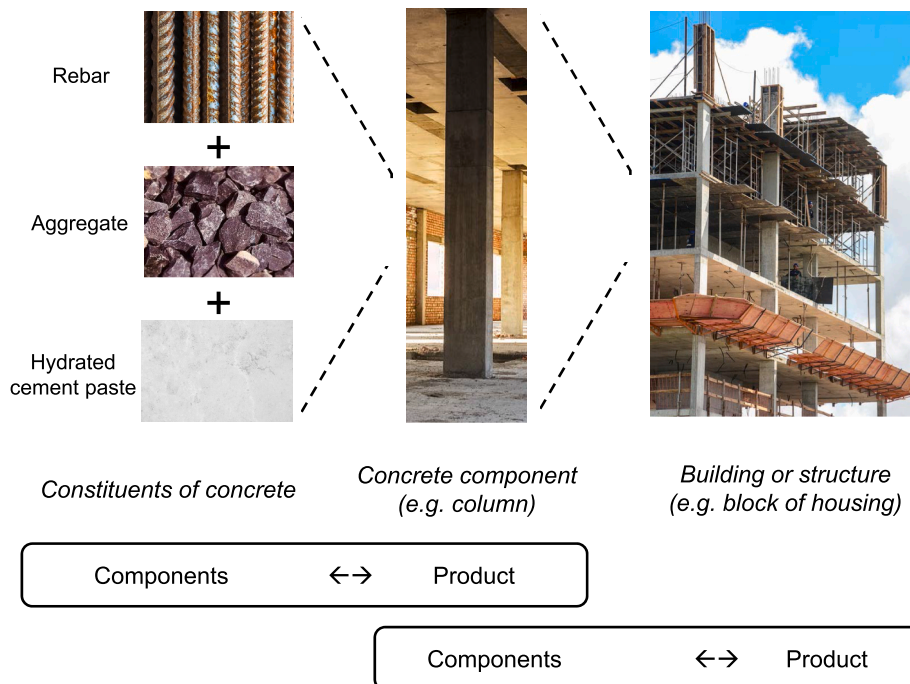 Rebar
+
Aggregate
+
Hydrated
cement paste
Constituents of concrete
Concrete component
(e.g. column)
Building or structure
(e.g. block of housing)
Components ←→ Product
Components ←→ Product